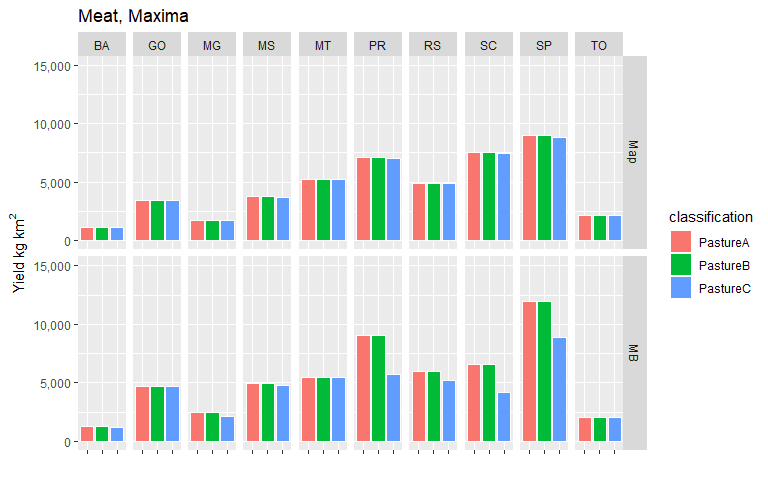 Meat, Maxima
BA GO MG MS MT PR RS SC SP TO
15,000
10,000
5,000
0
Map
15,000
10,000
5,000
0
MB
Yield kg km²
classification
PastureA
PastureB
PastureC